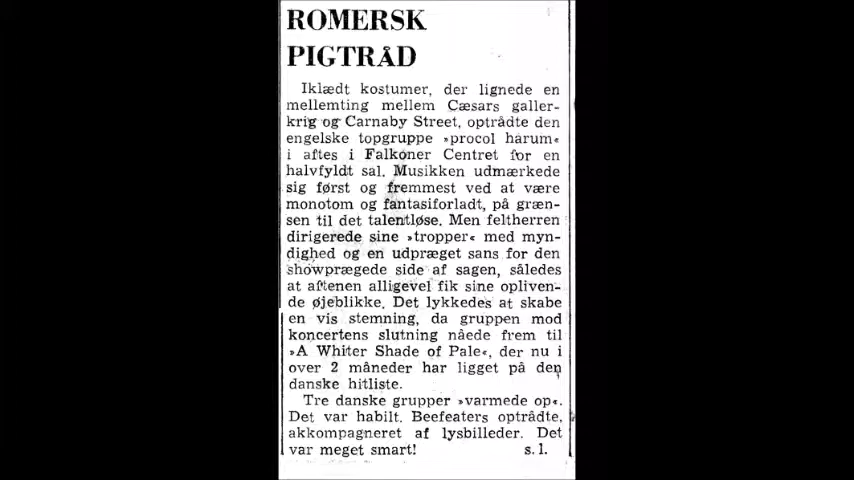 ROMERSK
PIGTRÅD
Iklædt kostumer, der lignede en
mellemting mellem Cæsars galler-
krig og Carnaby Street, optrådte den
engelske topgruppe »procol harum«
i aftes i Falkoner Centret for en
halvfyldt sal. Musikken udmærkede
sig først og fremmest ved at være
monotom og fantasiforladt, på græn-
sen til det talentløse. Men feltherren
dirigerede sine »tropper« med myn-
dighed og en udpræget sans for den
showprægede side af sagen, således
at aftenen alligevel fik sine opliven-
de øjeblikke. Det lykkedes at skabe
en vis stemning, da gruppen mod
koncertens slutning nåede frem til
»A Whiter Shade of Pale«, der nu i
over 2 måneder har ligget på den
danske hitliste.
Tre danske grupper »varmede op«.
Det var habilt. Beefeaters optrådte,
akkompagneret af lysbilleder. Det
var meget smart! s. l.